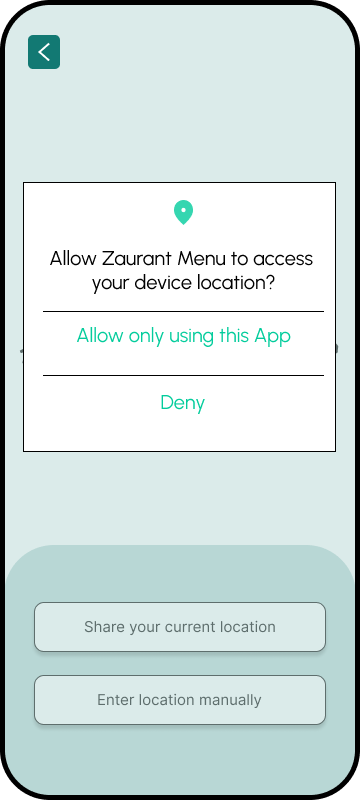 Allow Zaurant Menu to access
your device location?
Allow only using this App
Deny
Share your current location
Enter location manually